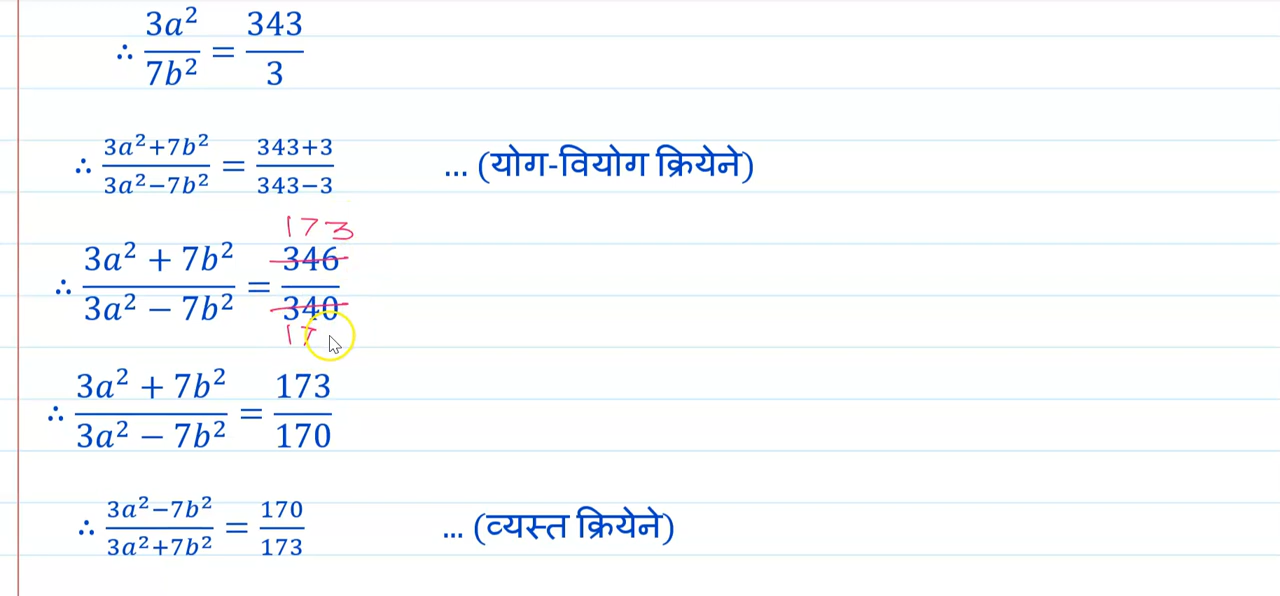 ∴ 3a²/7b² = 343/3
∴ (3a²+7b²)/(3a²−7b²) = (343+3)/(343−3) ... (योग-वियोग क्रियेने)
173
∴ (3a² + 7b²)/(3a² − 7b²) = 346/340
17
∴ (3a² + 7b²)/(3a² − 7b²) = 173/170
∴ (3a²−7b²)/(3a²+7b²) = 170/173 ... (व्यस्त क्रियेने)